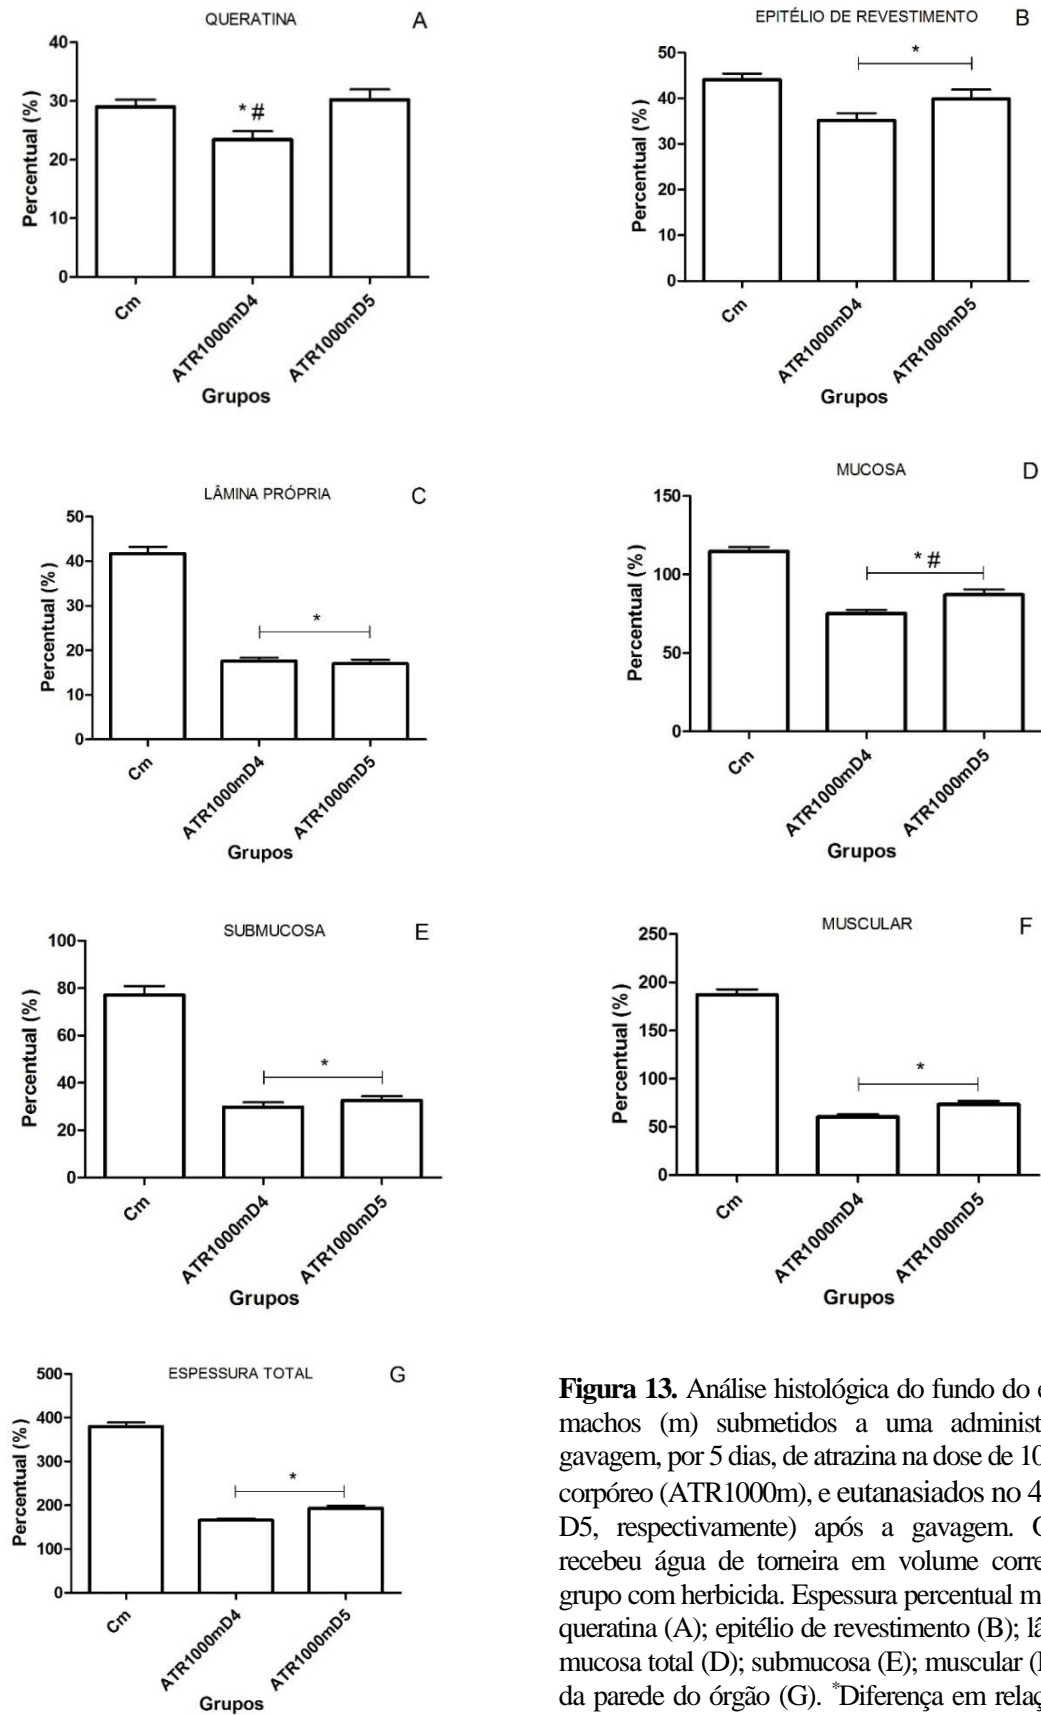 QUERATINA
A
40
30
20
10
0
Percentual (%)
* #
Cm
ATR1000mD4
ATR1000mD5
Grupos
EPITÉLIO DE REVESTIMENTO
B
50
40
30
20
10
0
Percentual (%)
*
Cm
ATR1000mD4
ATR1000mD5
Grupos
LÂMINA PRÓPRIA
C
50
40
30
20
10
0
Percentual (%)
*
Cm
ATR1000mD4
ATR1000mD5
Grupos
MUCOSA
D
150
100
50
0
Percentual (%)
* #
Cm
ATR1000mD4
ATR1000mD5
Grupos
SUBMUCOSA
E
100
80
60
40
20
0
Percentual (%)
*
Cm
ATR1000mD4
ATR1000mD5
Grupos
MUSCULAR
F
250
200
150
100
50
0
Percentual (%)
*
Cm
ATR1000mD4
ATR1000mD5
Grupos
ESPESSURA TOTAL
G
500
400
300
200
100
0
Percentual (%)
*
Cm
ATR1000mD4
ATR1000mD5
Grupos
Figura 13. Análise histológica do fundo do
machos (m) submetidos a uma
gavagem, por 5 dias, de atrazina na dose de
corpóreo (ATR1000m), e eutanasiados no
D5, respectivamente) após a gavagem.
recebeu água de torneira em volume
grupo com herbicida. Espessura percentual
queratina (A); epitélio de revestimento (B);
mucosa total (D); submucosa (E); muscular
da parede do órgão (G). *Diferença em